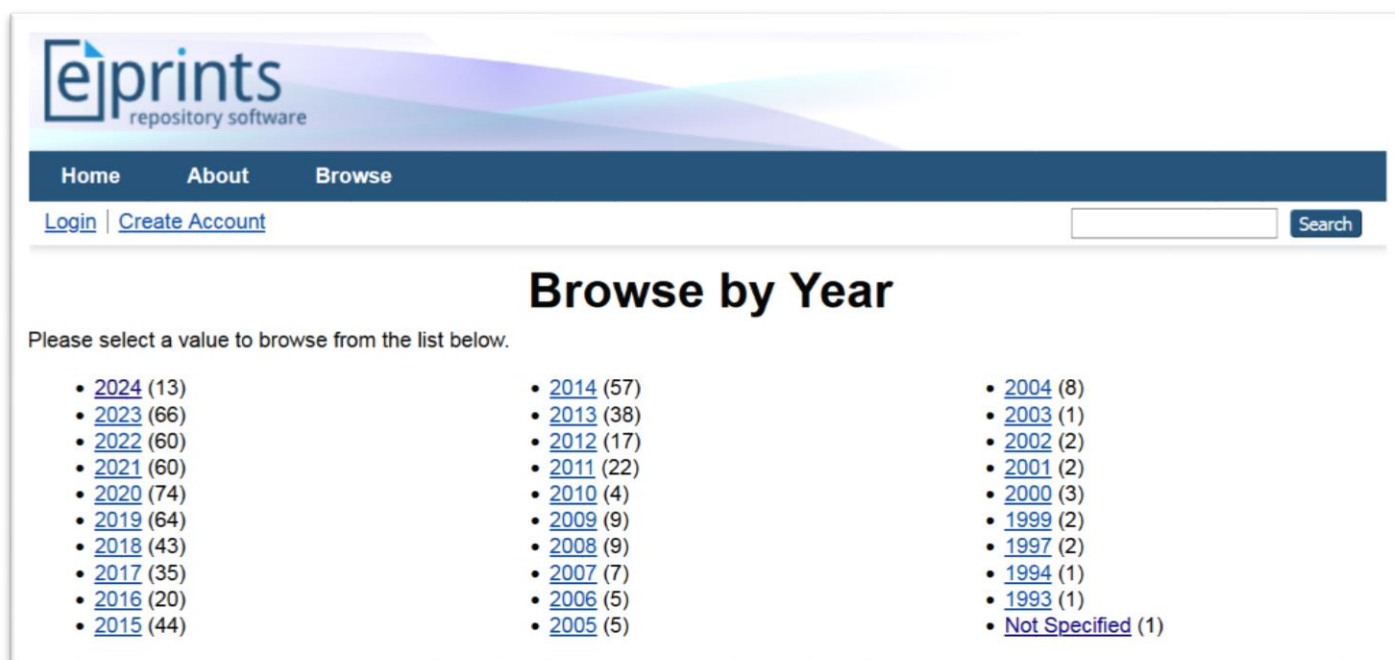 eprints
repository software
Home About Browse
Login Create Account
Search
Browse by Year
Please select a value to browse from the list below.
• 2024 (13)
• 2023 (66)
• 2022 (60)
• 2021 (60)
• 2020 (74)
• 2019 (64)
• 2018 (43)
• 2017 (35)
• 2016 (20)
• 2015 (44)
• 2014 (57)
• 2013 (38)
• 2012 (17)
• 2011 (22)
• 2010 (4)
• 2009 (9)
• 2008 (9)
• 2007 (7)
• 2006 (5)
• 2005 (5)
• 2004 (8)
• 2003 (1)
• 2002 (2)
• 2001 (2)
• 2000 (3)
• 1999 (2)
• 1997 (2)
• 1994 (1)
• 1993 (1)
• Not Specified (1)